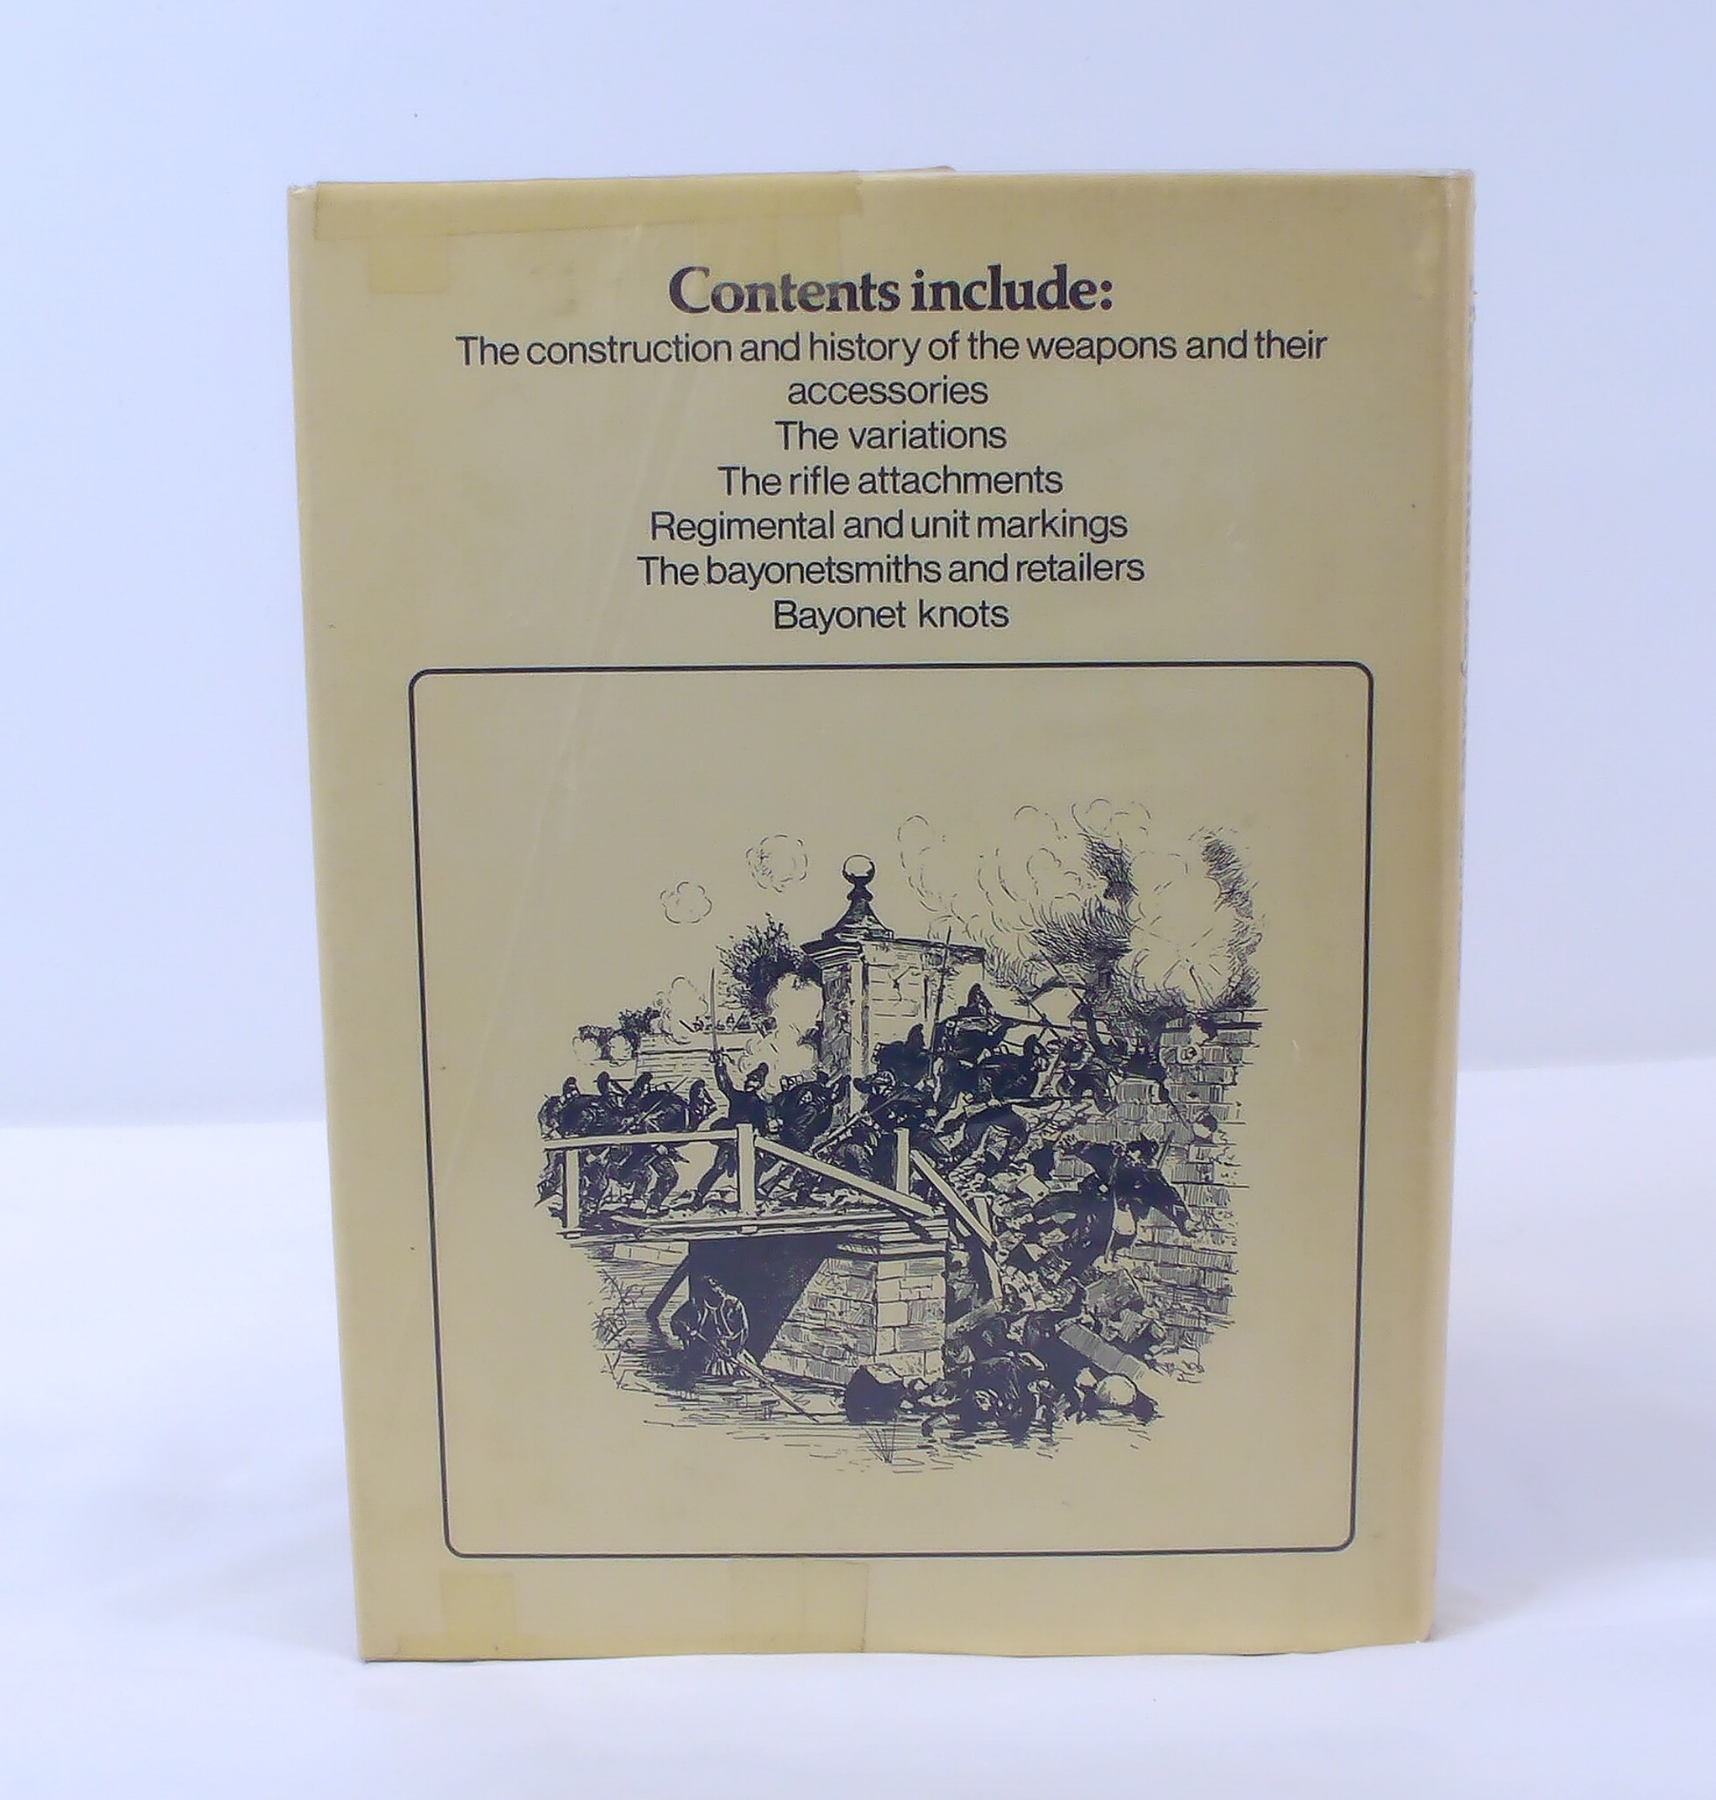 Contents include:
The construction and history of the weapons and their
accessories
The variations
The rifle attachments
Regimental and unit markings
The bayonetsmiths and retailers
Bayonet knots